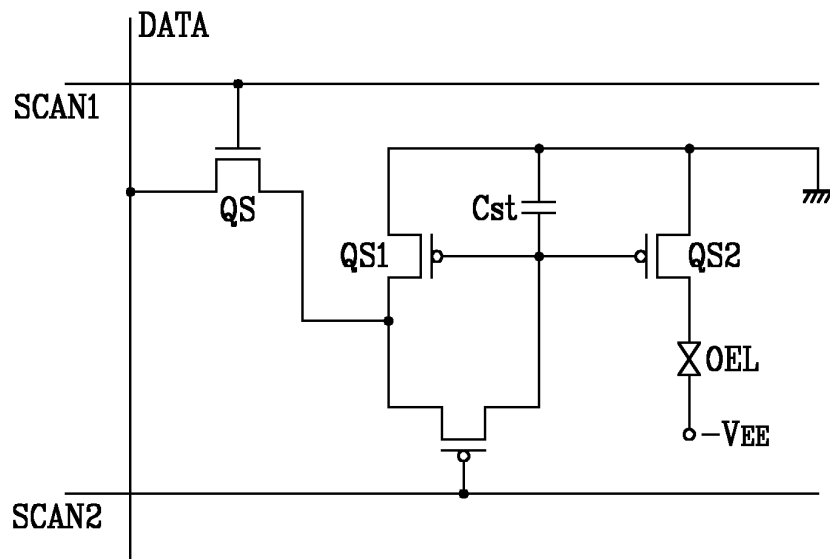 DATA
SCAN1
QS
Cst
QS1
QS2
OEL
-VEE
SCAN2